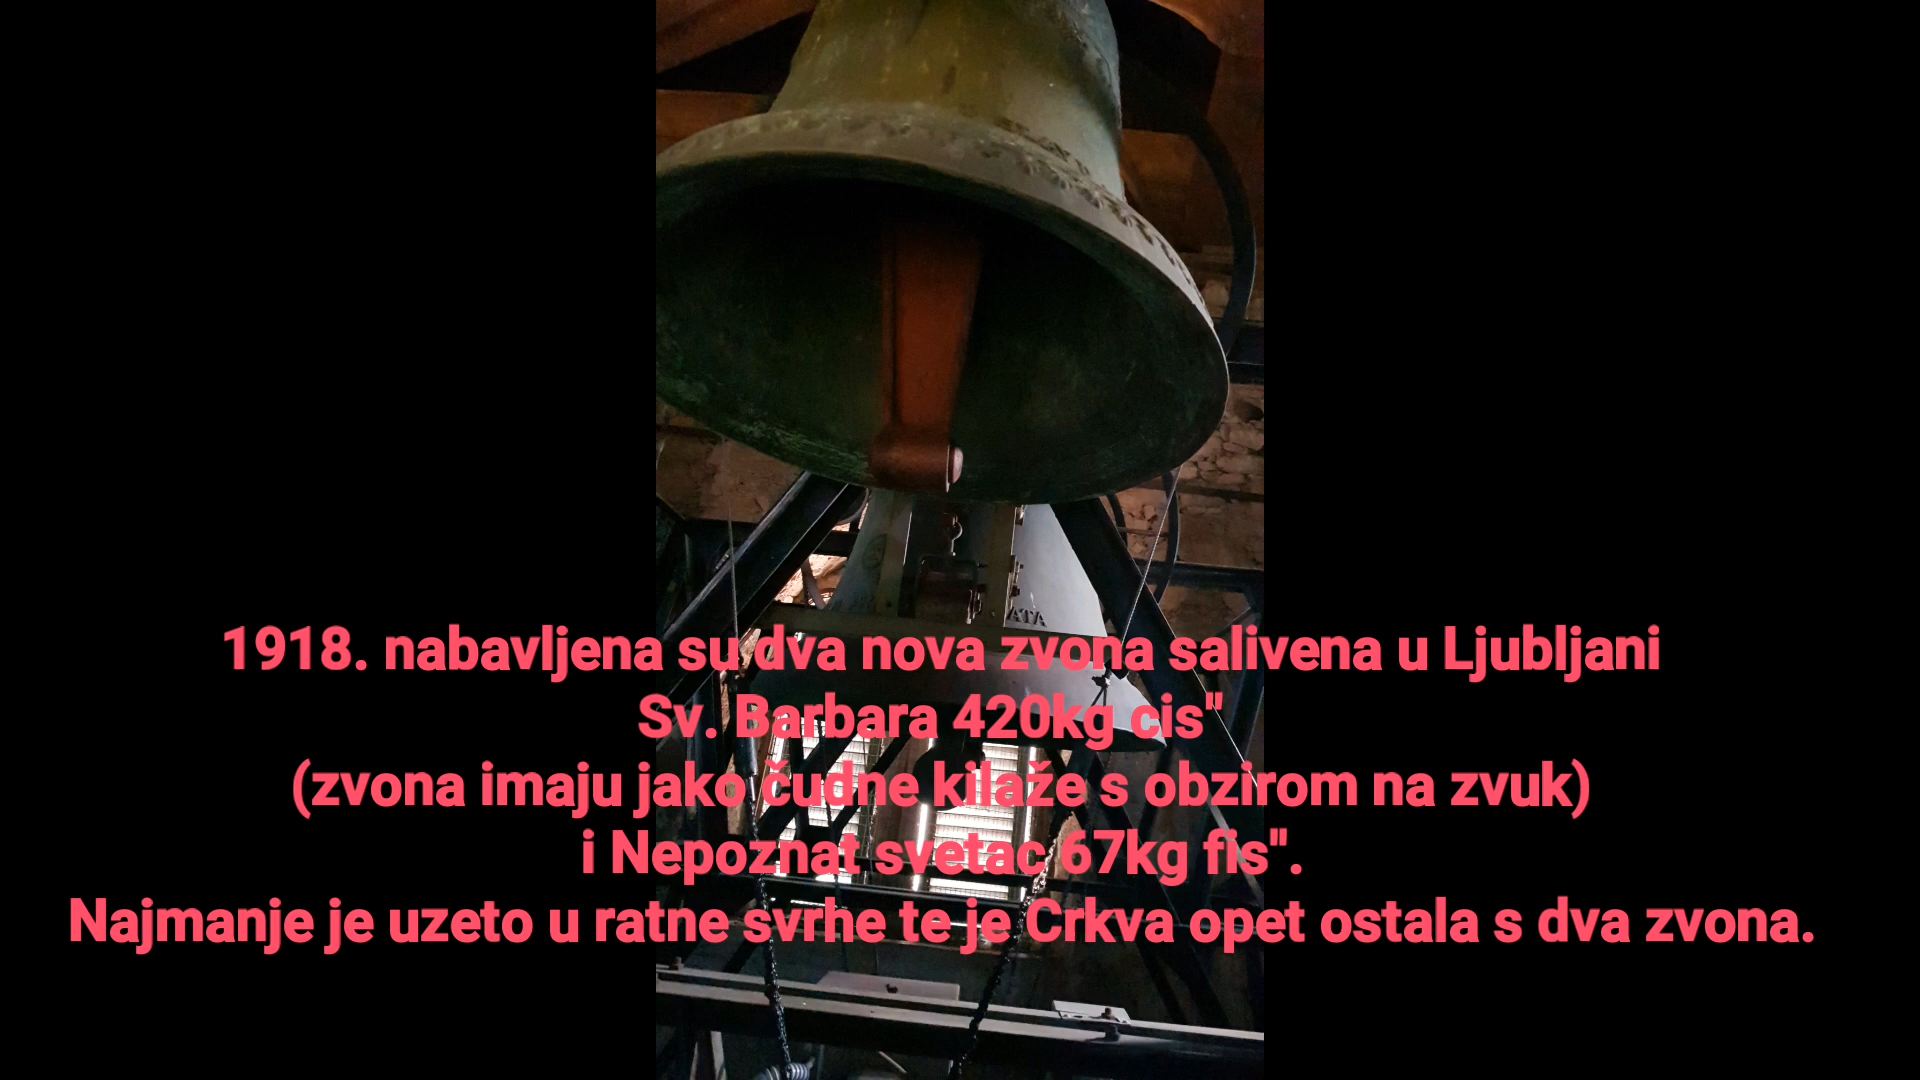 ATA
1918. nabavljena su dva nova zvona salivena u Ljubljani
Sv. Barbara 420kg cis"
(zvona imaju jako čudne kilaže s obzirom na zvuk)
i Nepoznat svetac 67kg fis".
Najmanje je uzeto u ratne svrhe te je Crkva opet ostala s dva zvona.